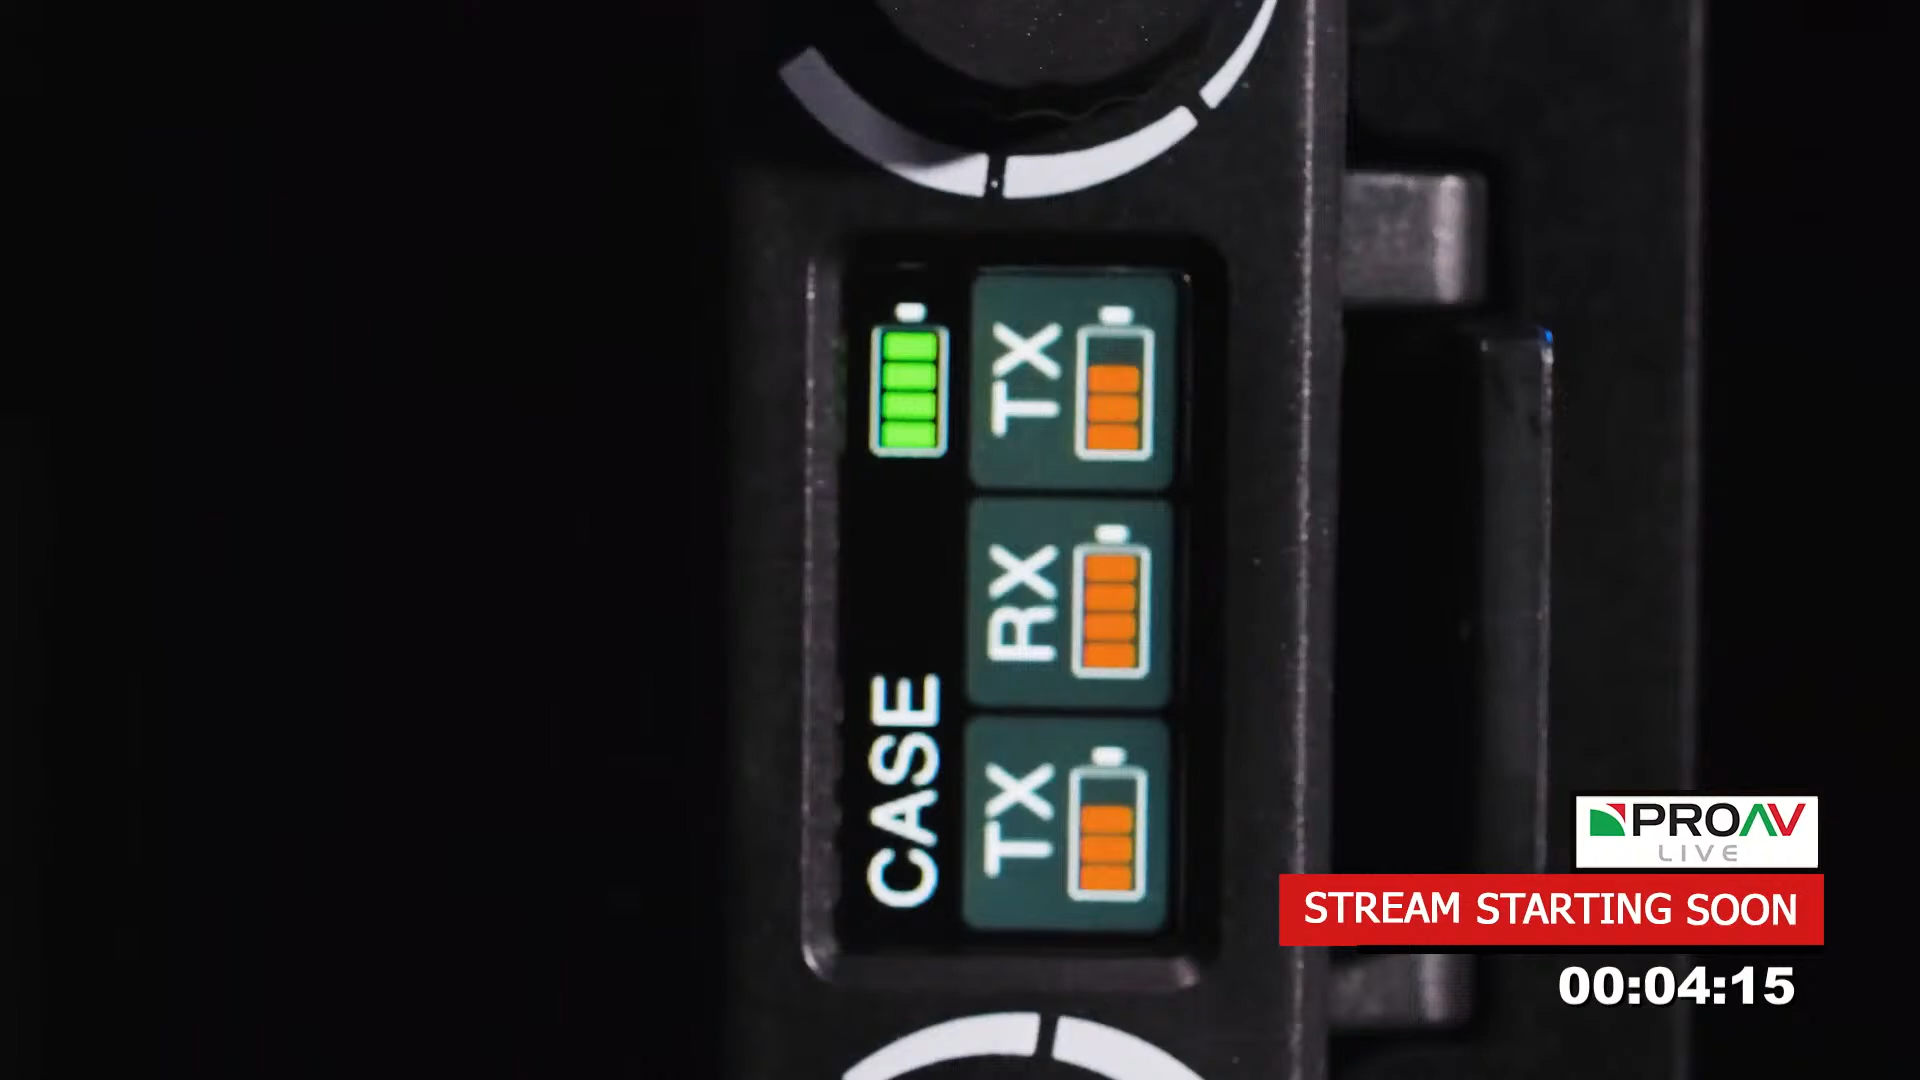 CASE
TX
RX
TX
PROAV
LIVE
STREAM STARTING SOON
00:04:15